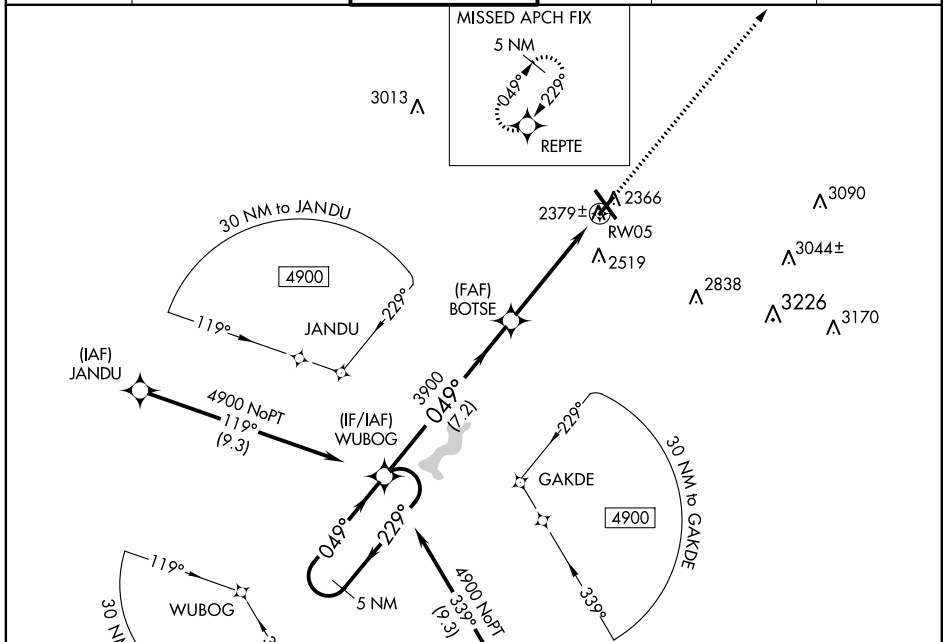 MISSED APCH FIX
5 NM
049°
229°
REPTE
3013
2379±
2366
RW05
2519
3090
3044±
2838
3226
3170
30 NM to JANDU
4900
229°
119°
JANDU
(FAF)
BOTSE
(IAF)
JANDU
4900 NoPT
119°
(9.3)
3900
049°
(7.2)
(IF/IAF)
WUBOG
049°
229°
5 NM
229°
GAKDE
4900
30 NM to GAKDE
339°
4900 NoPT
339°
(9.3)
119°
WUBOG
30 NM